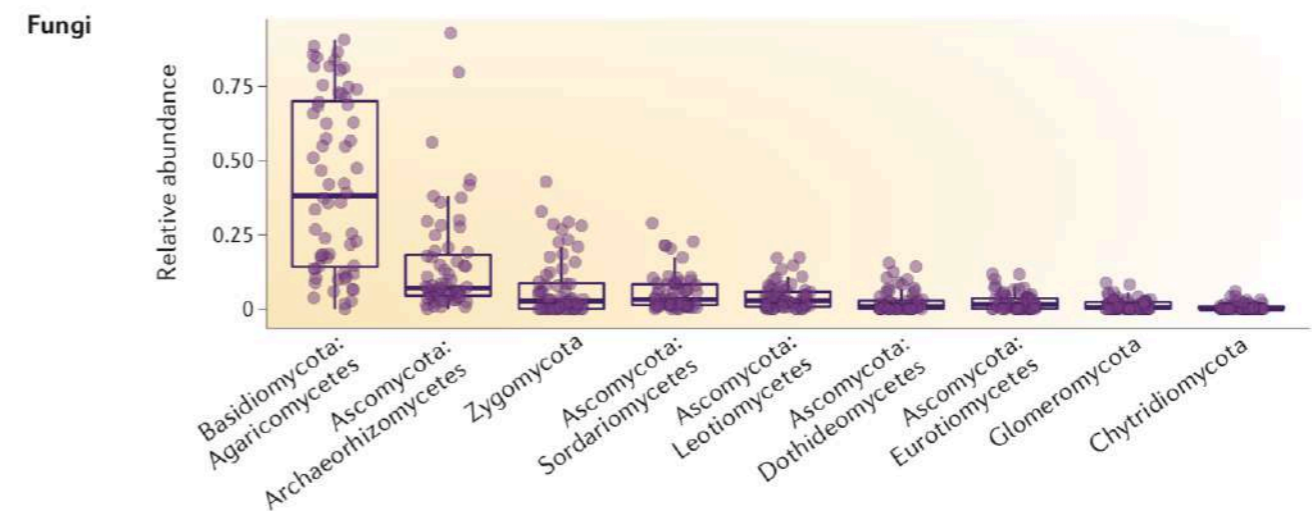 Fungi
Relative abundance
0.75
0.50
0.25
0
Basidiomycota:
Agaricomycetes
Ascomycota:
Archaeorhizomycetes
Zygomycota
Ascomycota:
Sordariomycetes
Ascomycota:
Leotiomycetes
Ascomycota:
Dothideomycetes
Ascomycota:
Eurotiomycetes
Glomeromycota
Chytridiomycota